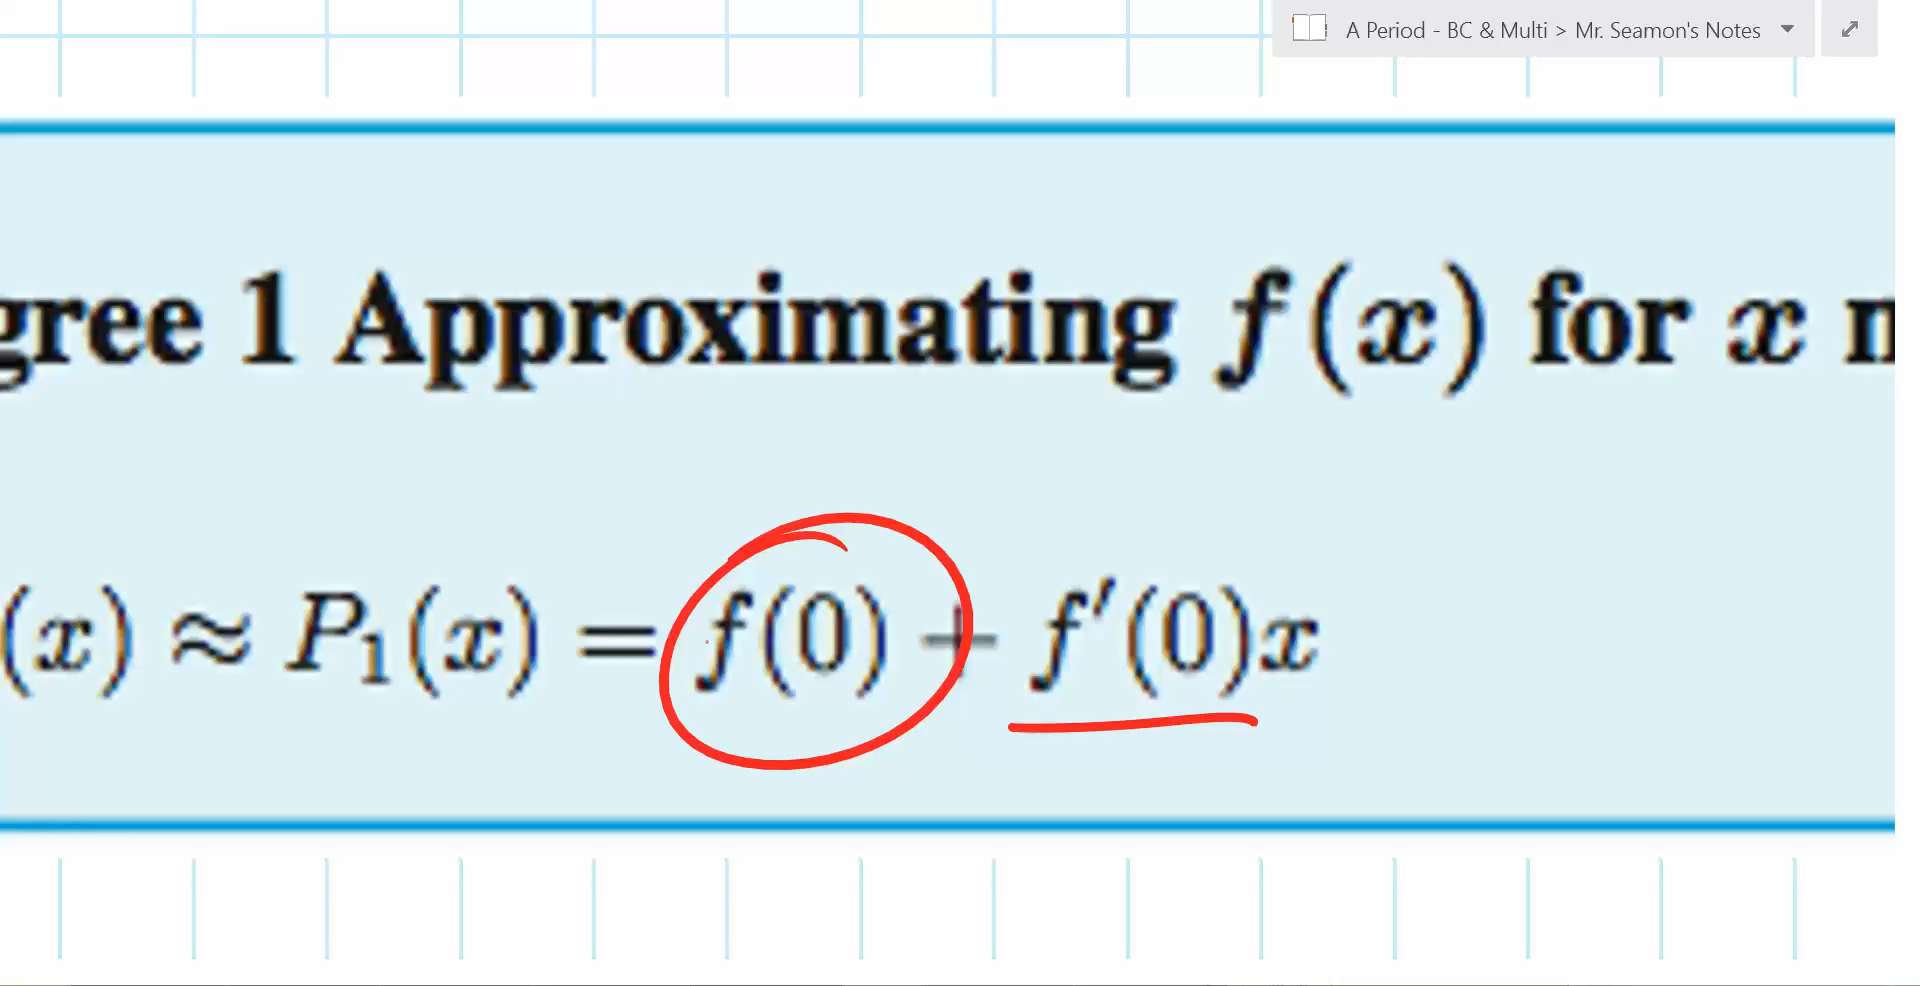 A Period - BC & Multi > Mr. Seamon's Notes
gree 1 Approximating f(x) for x n
(x) ≈ P₁(x) = f(0) + f′(0)x